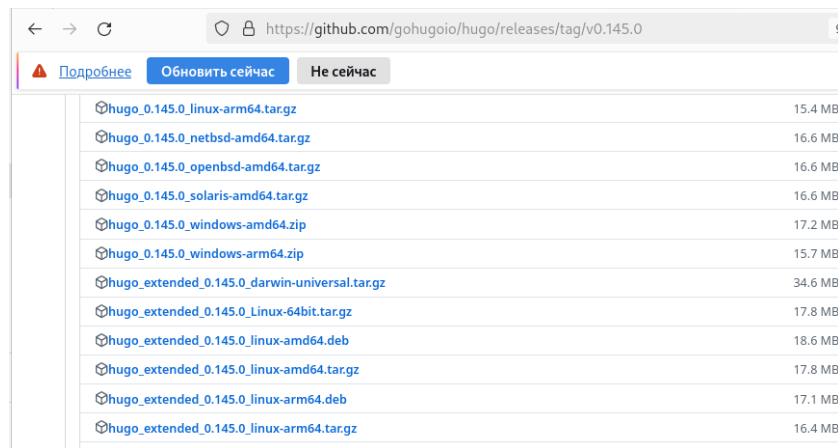 https://github.com/gohugoio/hugo/releases/tag/v0.145.0
Подробнее Обновить сейчас Не сейчас
hugo_0.145.0_linux-arm64.tar.gz 15.4 MB
hugo_0.145.0_netbsd-amd64.tar.gz 16.6 MB
hugo_0.145.0_openbsd-amd64.tar.gz 16.6 MB
hugo_0.145.0_solaris-amd64.tar.gz 16.6 MB
hugo_0.145.0_windows-amd64.zip 17.2 MB
hugo_0.145.0_windows-arm64.zip 15.7 MB
hugo_extended_0.145.0_darwin-universal.tar.gz 34.6 MB
hugo_extended_0.145.0_Linux-64bit.tar.gz 17.8 MB
hugo_extended_0.145.0_linux-amd64.deb 18.6 MB
hugo_extended_0.145.0_linux-amd64.tar.gz 17.8 MB
hugo_extended_0.145.0_linux-arm64.deb 17.1 MB
hugo_extended_0.145.0_linux-arm64.tar.gz 16.4 MB